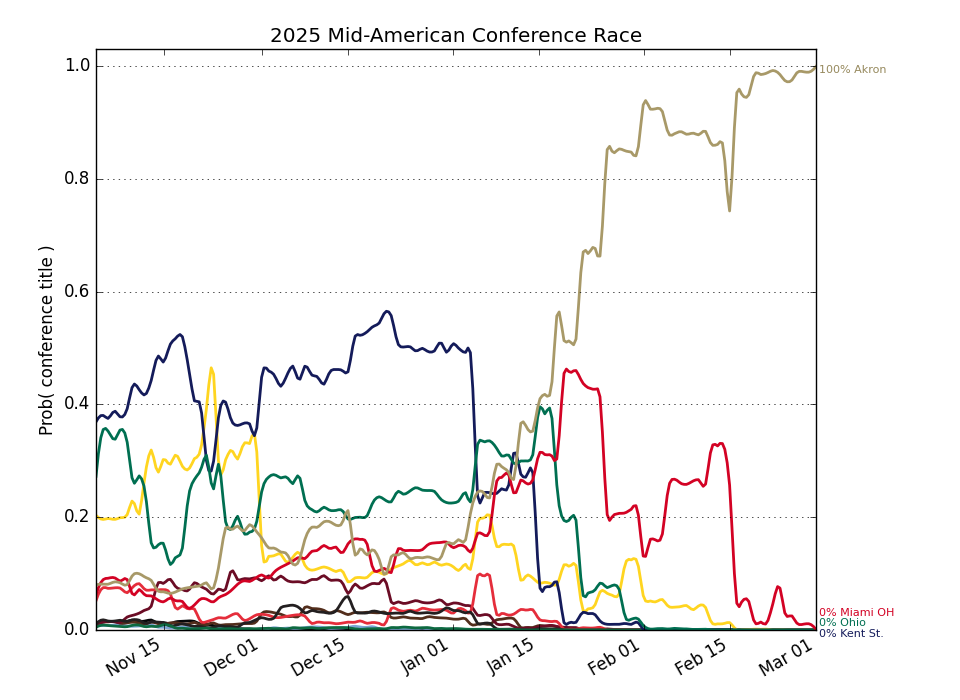 2025 Mid-American Conference Race
Prob( conference title )
1.0
0.8
0.6
0.4
0.2
0.0
Nov 15
Dec 01
Dec 15
Jan 01
Jan 15
Feb 01
Feb 15
Mar 01
100% Akron
0% Miami OH
0% Ohio
0% Kent St.